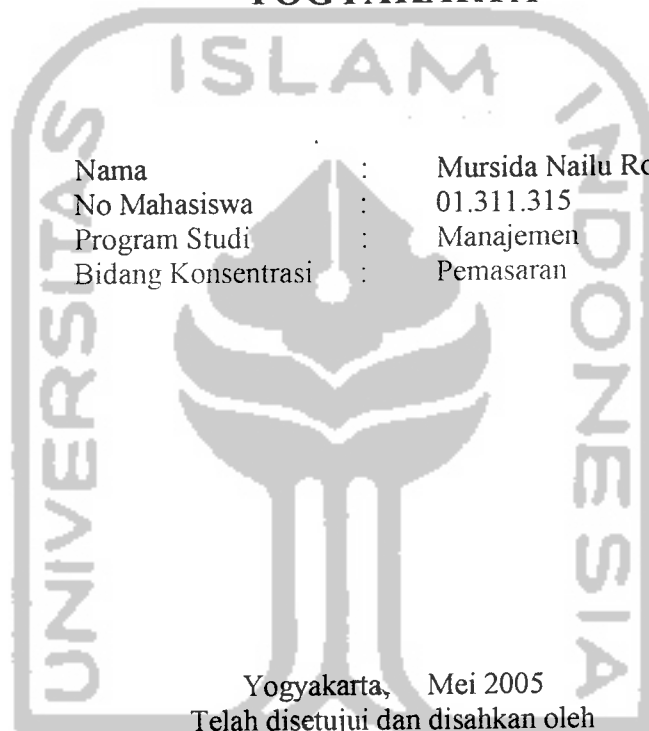 YOGYAKARTA
ISLAM
UNIVERSITAS
INDONESIA
Nama : Mursida Nailu
No Mahasiswa : 01.311.315
Program Studi : Manajemen
Bidang Konsentrasi : Pemasaran
Yogyakarta, Mei 2005
Telah disetujui dan disahkan oleh